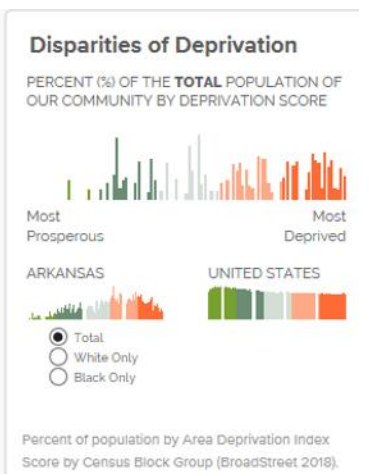 Disparities of Deprivation
PERCENT (%) OF THE TOTAL POPULATION OF
OUR COMMUNITY BY DEPRIVATION SCORE
Most
Prosperous
Most
Deprived
ARKANSAS
UNITED STATES
Total
White Only
Black Only
Percent of population by Area Deprivation Index
Score by Census Block Group (BroadStreet 2018).